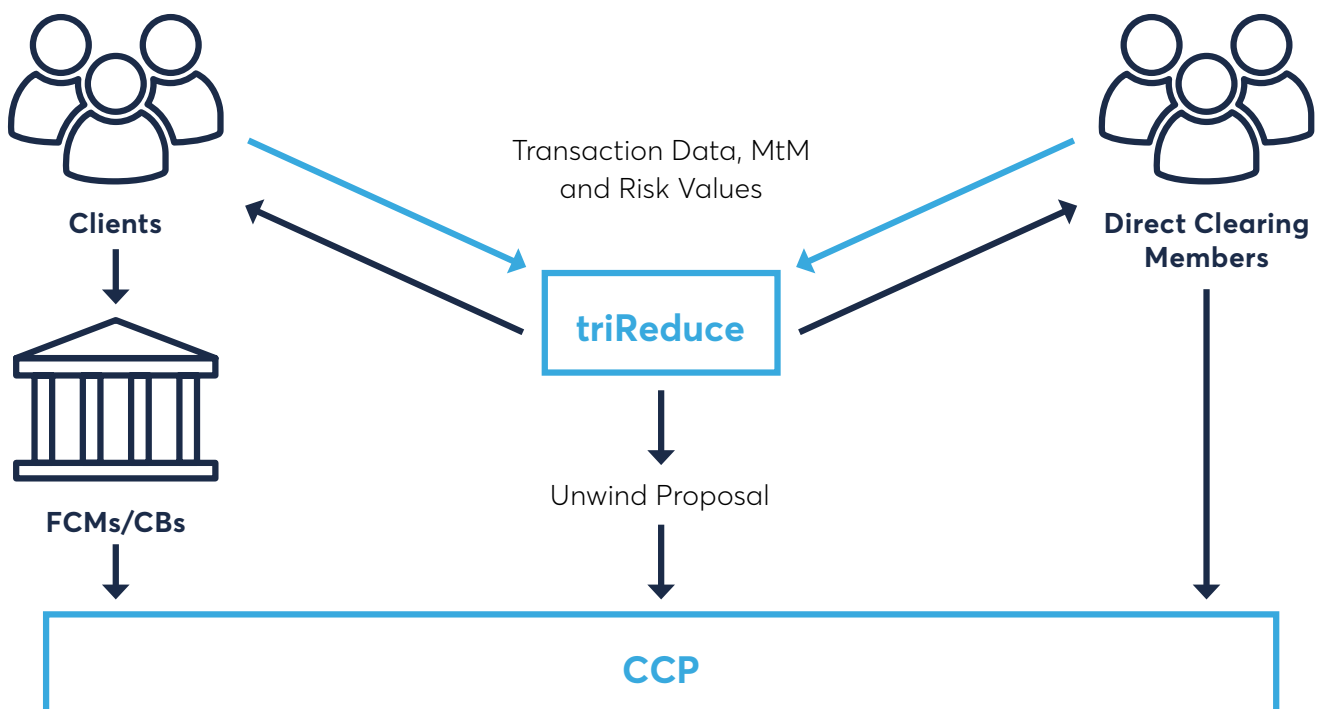 Transaction Data, MtM
and Risk Values
Clients
Direct Clearing
Members
triReduce
Unwind Proposal
FCMs/CBs
CCP